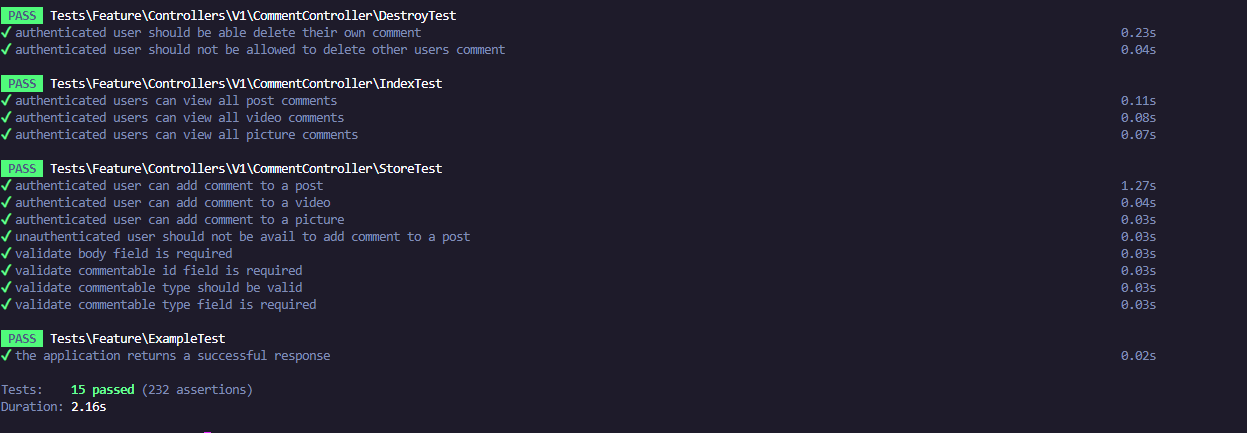 PASS Tests\Feature\Controllers\V1\CommentController\DestroyTest
✓ authenticated user should be able delete their own comment 0.23s
✓ authenticated user should not be allowed to delete other users comment 0.04s
PASS Tests\Feature\Controllers\V1\CommentController\IndexTest
✓ authenticated users can view all post comments 0.11s
✓ authenticated users can view all video comments 0.08s
✓ authenticated users can view all picture comments 0.07s
PASS Tests\Feature\Controllers\V1\CommentController\StoreTest
✓ authenticated user can add comment to a post 1.27s
✓ authenticated user can add comment to a video 0.04s
✓ authenticated user can add comment to a picture 0.03s
✓ unauthenticated user should not be avail to add comment to a post 0.03s
✓ validate body field is required 0.03s
✓ validate commentable id field is required 0.03s
✓ validate commentable type should be valid 0.03s
✓ validate commentable type field is required 0.03s
PASS Tests\Feature\ExampleTest
✓ the application returns a successful response 0.02s
Tests: 15 passed (232 assertions)
Duration: 2.16s